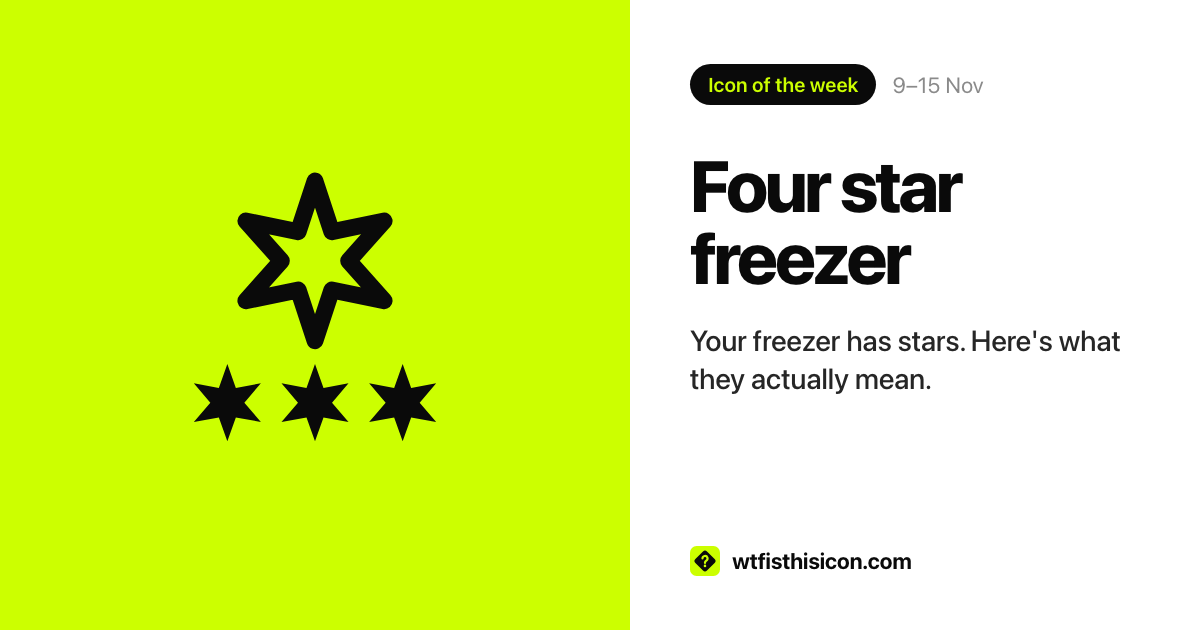 Icon of the week
9–15 Nov
Four star
freezer
Your freezer has stars. Here's what
they actually mean.
?
wtfisthisicon.com